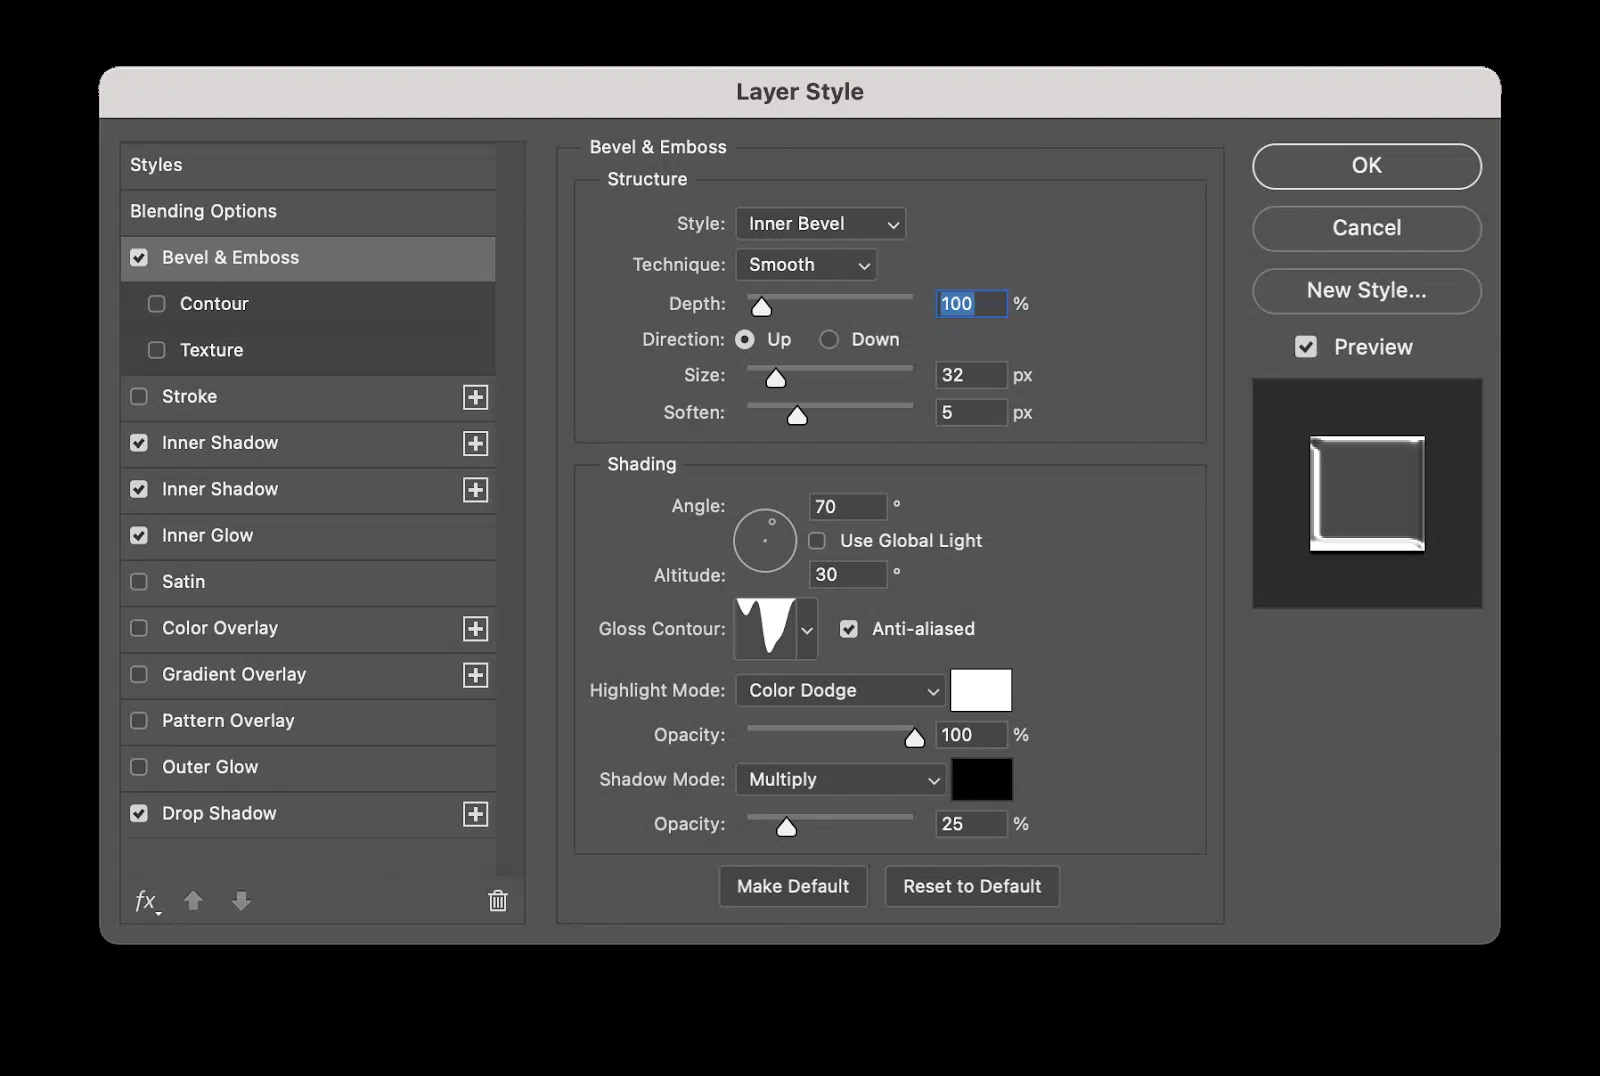 Layer Style
Styles
Blending Options
Bevel & Emboss
Contour
Texture
Stroke
Inner Shadow
Inner Shadow
Inner Glow
Satin
Color Overlay
Gradient Overlay
Pattern Overlay
Outer Glow
Drop Shadow
fx
Bevel & Emboss
Structure
Style: Inner Bevel
Technique: Smooth
Depth: 100 %
Direction: Up Down
Size: 32 px
Soften: 5 px
Shading
Angle: 70 °
Use Global Light
Altitude: 30 °
Gloss Contour: Anti-aliased
Highlight Mode: Color Dodge
Opacity: 100 %
Shadow Mode: Multiply
Opacity: 25 %
Make Default Reset to Default
OK
Cancel
New Style...
Preview